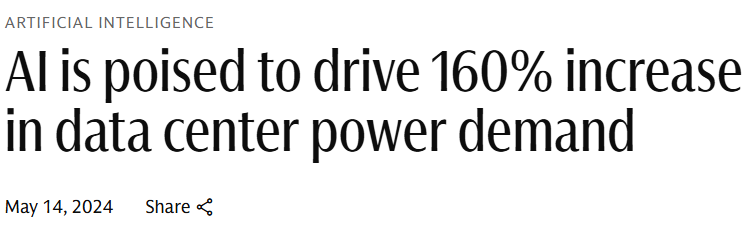 ARTIFICIAL INTELLIGENCE
AI is poised to drive 160% increase
in data center power demand
May 14, 2024 Share